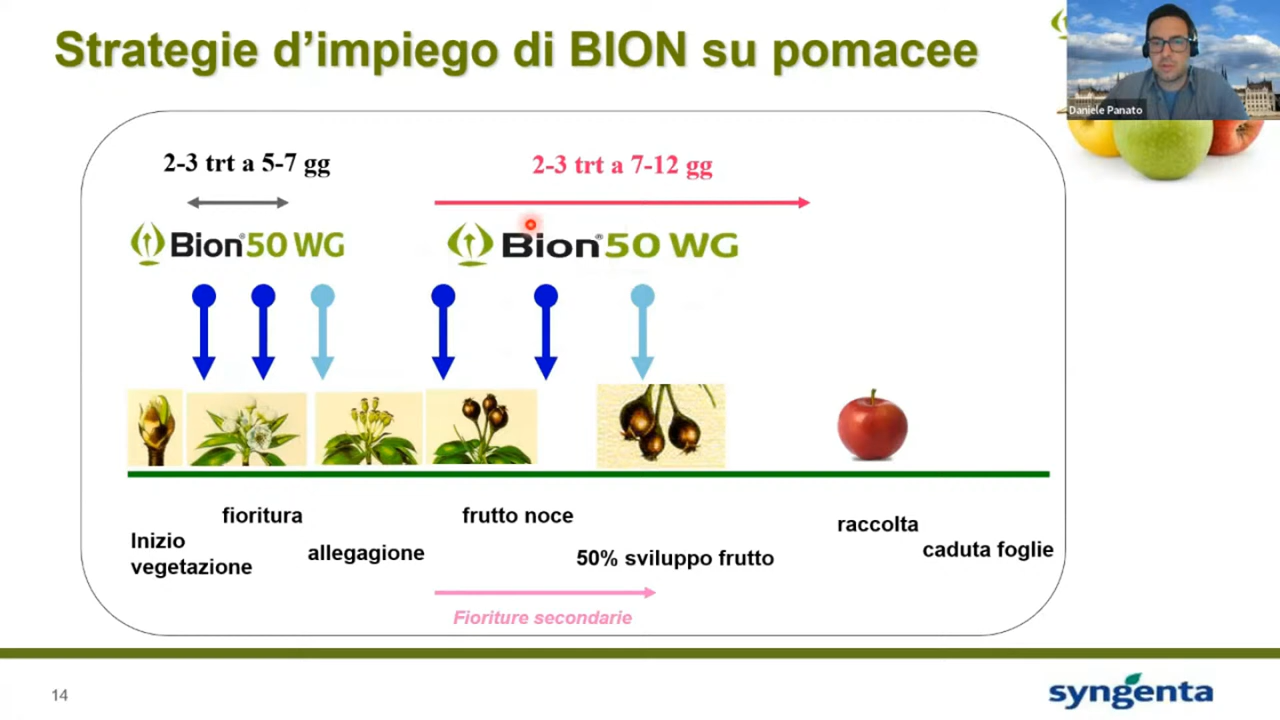 Strategie d'impiego di BION su pomacee
Daniele Panato
2-3 trt a 5-7 gg
2-3 trt a 7-12 gg
Bion® 50 WG
Bion® 50 WG
fioritura
frutto noce
raccolta
Inizio
vegetazione
allegagione
50% sviluppo frutto
caduta foglie
Fioriture secondarie
14
syngenta